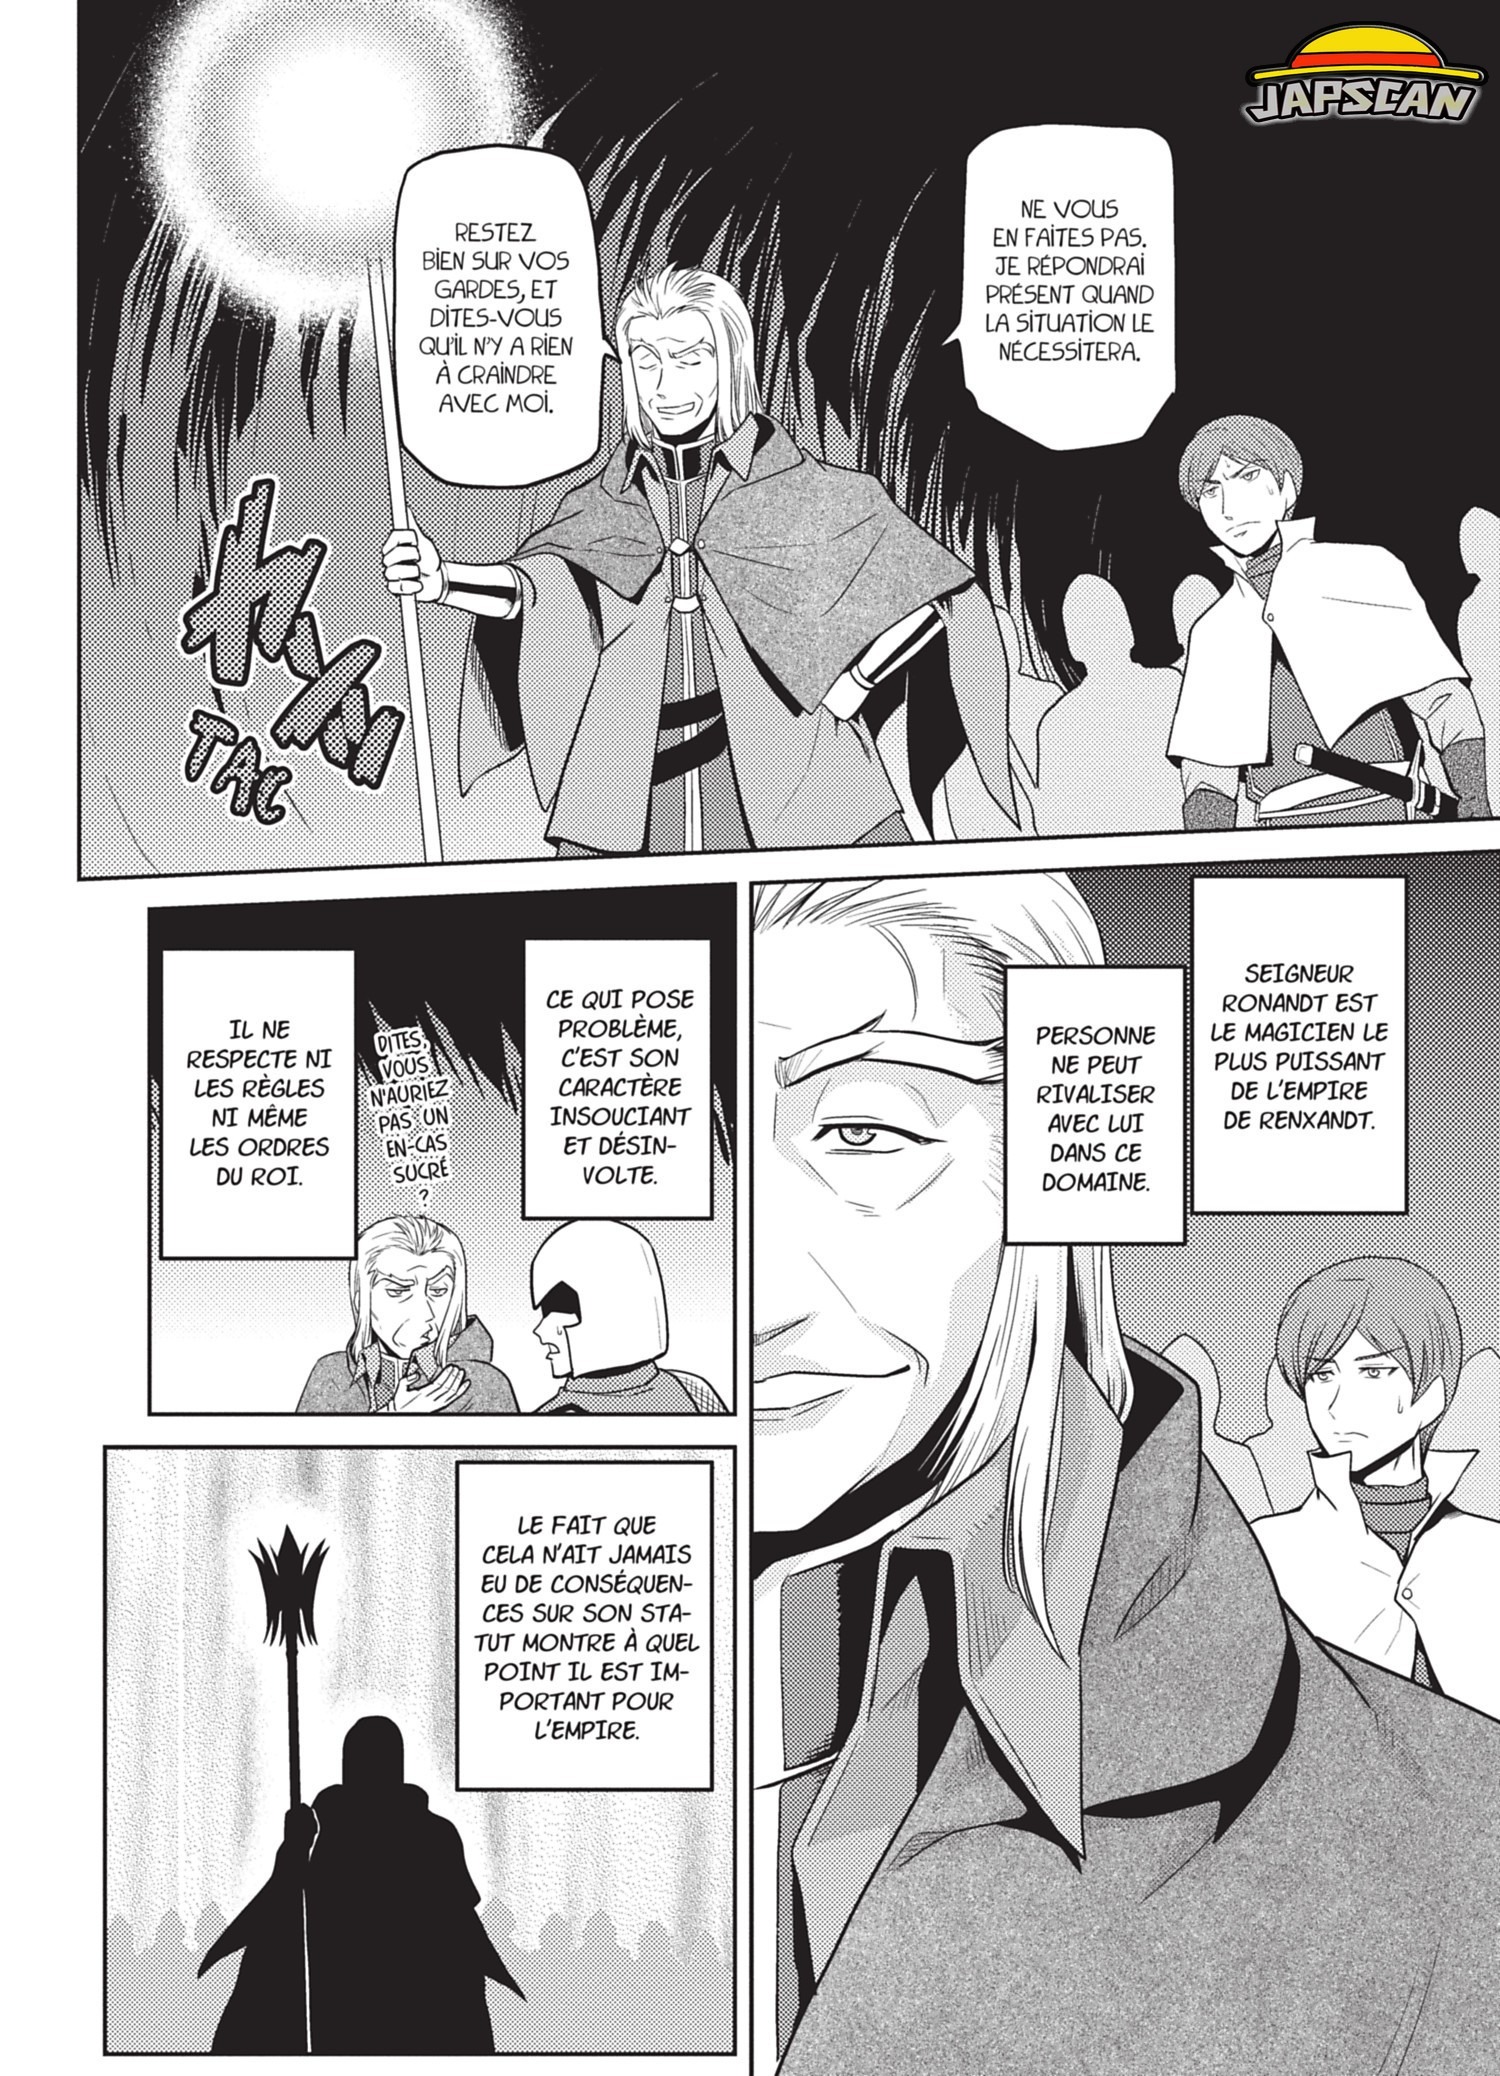 JAPSCAN
NE VOUS
EN FAITES PAS.
JE RÉPONDRAI
PRÉSENT QUAND
LA SITUATION LE
NÉCESSITERA.
RESTEZ
BIEN SUR VOS
GARDES, ET
DITES-VOUS
QU'IL N'Y A RIEN
À CRAINDRE
AVEC MOI.
TAC
SEIGNEUR
RONANDT EST
LE MAGICIEN LE
PLUS PUISSANT
DE L'EMPIRE
DE RENXANDT.
PERSONNE
NE PEUT
RIVALISER
AVEC LUI
DANS CE
DOMAINE.
CE QUI POSE
PROBLÈME,
C'EST SON
CARACTÈRE
INSOUCIANT
ET DÉSIN-
VOLTE.
DITES,
VOUS
N'AURIEZ
PAS UN
EN-CAS
SUCRÉ
?
IL NE
RESPECTE NI
LES RÈGLES
NI MÊME
LES ORDRES
DU ROI.
LE FAIT QUE
CELA N'AIT JAMAIS
EU DE CONSÉQUEN-
CES SUR SON STA-
TUT MONTRE À QUEL
POINT IL EST IM-
PORTANT POUR
L'EMPIRE.